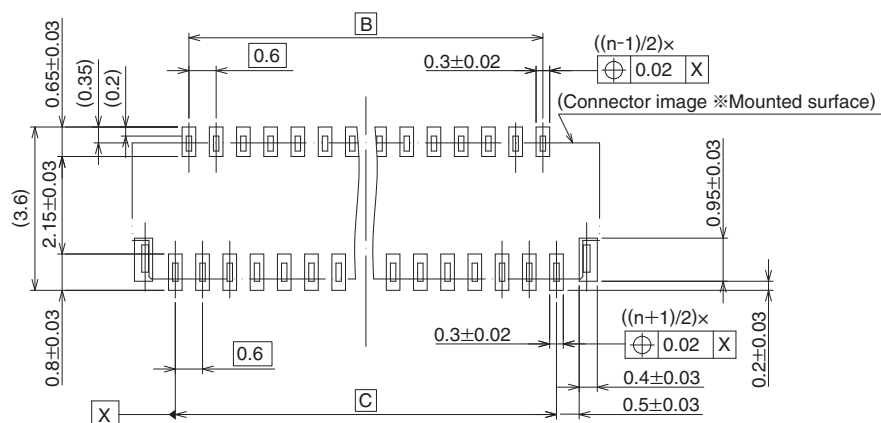 B
((n-1)/2)×
0.6
0.3±0.02
0.02 X
0.65±0.03
(0.35)
(0.2)
(Connector image ※Mounted surface)
(3.6)
2.15±0.03
0.95±0.03
0.8±0.03
0.3±0.02
((n+1)/2)×
0.02 X
0.2±0.03
0.6
0.4±0.03
X
C
0.5±0.03